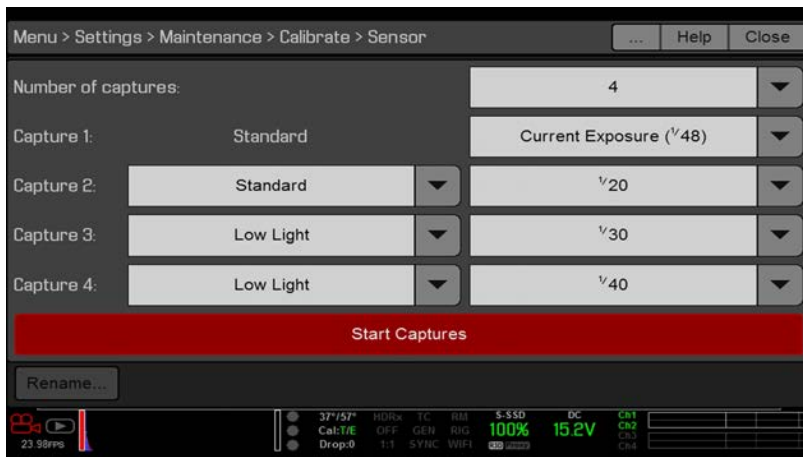 Menu > Settings > Maintenance > Calibrate > Sensor ... Help Close
Number of captures: 4
Capture 1: Standard Current Exposure (1/48)
Capture 2: Standard 1/20
Capture 3: Low Light 1/30
Capture 4: Low Light 1/40
Start Captures
Rename...
37°/57° HDRx TC RM S-SSD DC Ch1
Cal:T/E OFF GEN RIG 100% 15.2V Ch2
23.98FPS Drop:0 1:1 SYNC WIFI R3D Proxy Ch3
Ch4